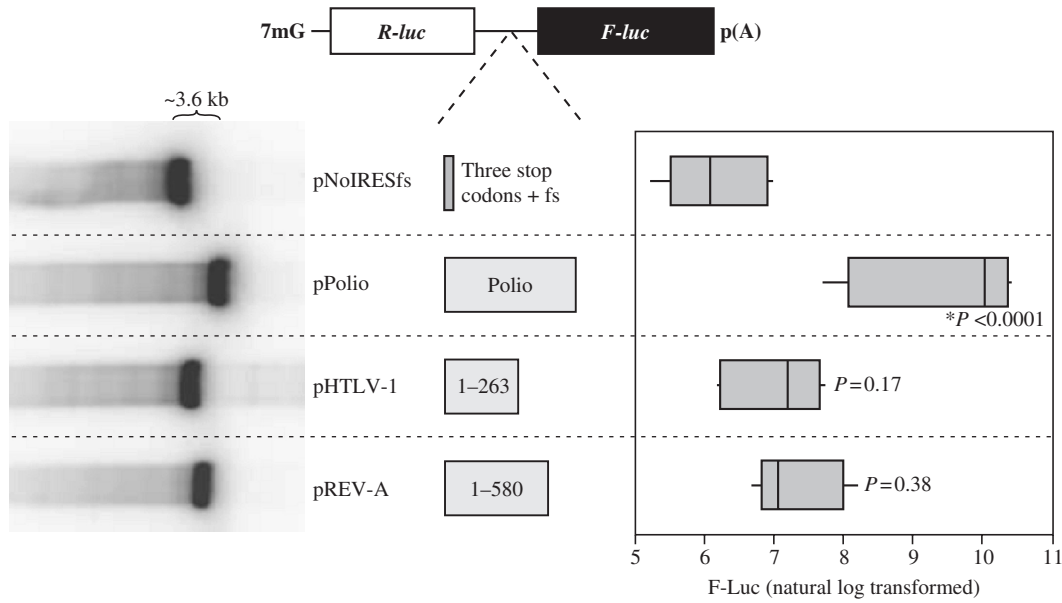 7mG R-luc F-luc p(A)
~3.6 kb
pNoIRESfs
Three stop
codons + fs
pPolio
Polio
*P <0.0001
pHTLV-1
1–263
P=0.17
pREV-A
1–580
P=0.38
5 6 7 8 9 10 11
F-Luc (natural log transformed)